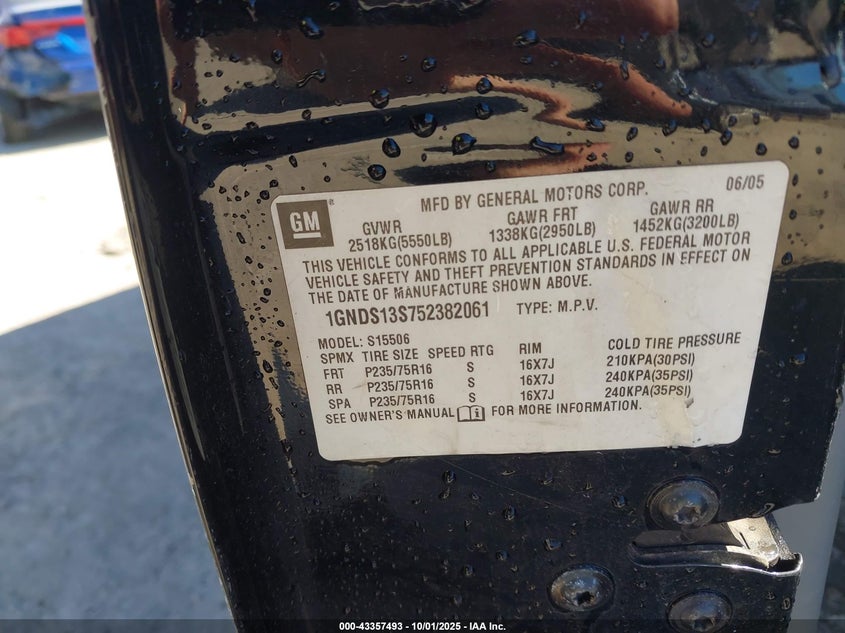 MFD BY GENERAL MOTORS CORP. 06/05
GM
GVWR GAWR FRT GAWR RR
2518KG(5550LB) 1338KG(2950LB) 1452KG(3200LB)
THIS VEHICLE CONFORMS TO ALL APPLICABLE U.S. FEDERAL MOTOR
VEHICLE SAFETY AND THEFT PREVENTION STANDARDS IN EFFECT ON
THE DATE OF MANUFACTURE SHOWN ABOVE.
1GNDS13S752382061 TYPE: M.P.V.
MODEL: S15506
SPMX TIRE SIZE SPEED RTG RIM COLD TIRE PRESSURE
FRT P235/75R16 S 16X7J 210KPA(30PSI)
RR P235/75R16 S 16X7J 240KPA(35PSI)
SPA P235/75R16 S 16X7J 240KPA(35PSI)
SEE OWNER'S MANUAL FOR MORE INFORMATION.
000-43357493 - 10/01/2025 - IAA Inc.